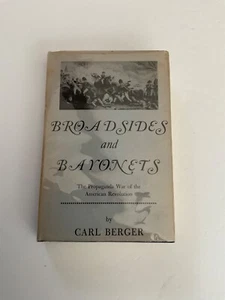 BROADSIDES
and
BAYONETS
The Propaganda War of the
American Revolution
by
CARL BERGER